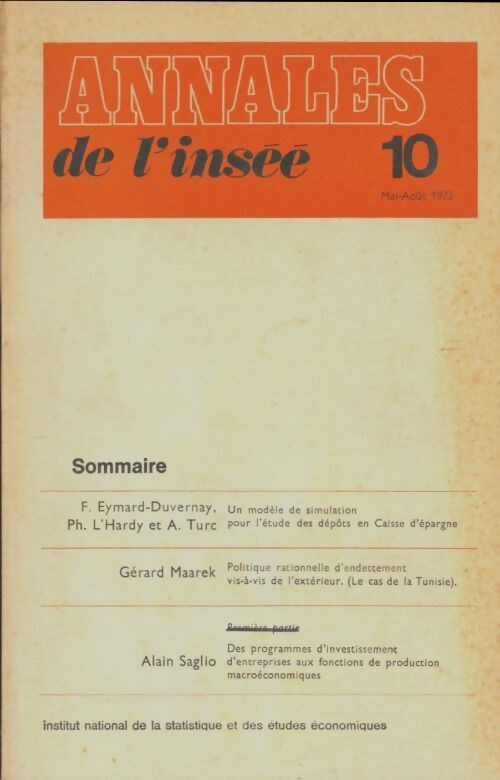 ANNALES
de l'inséé 10
Mai-Août 1972
Sommaire
F. Eymard-Duvernay,
Ph. L'Hardy et A. Turc
Un modèle de simulation
pour l'étude des dépôts en Caisse d'épargne
Gérard Maarek
Politique rationnelle d'endettement
vis-à-vis de l'extérieur. (Le cas de la Tunisie).
Première partie
Alain Saglio
Des programmes d'investissement
d'entreprises aux fonctions de production
macroéconomiques
institut national de la statistique et des études économiques